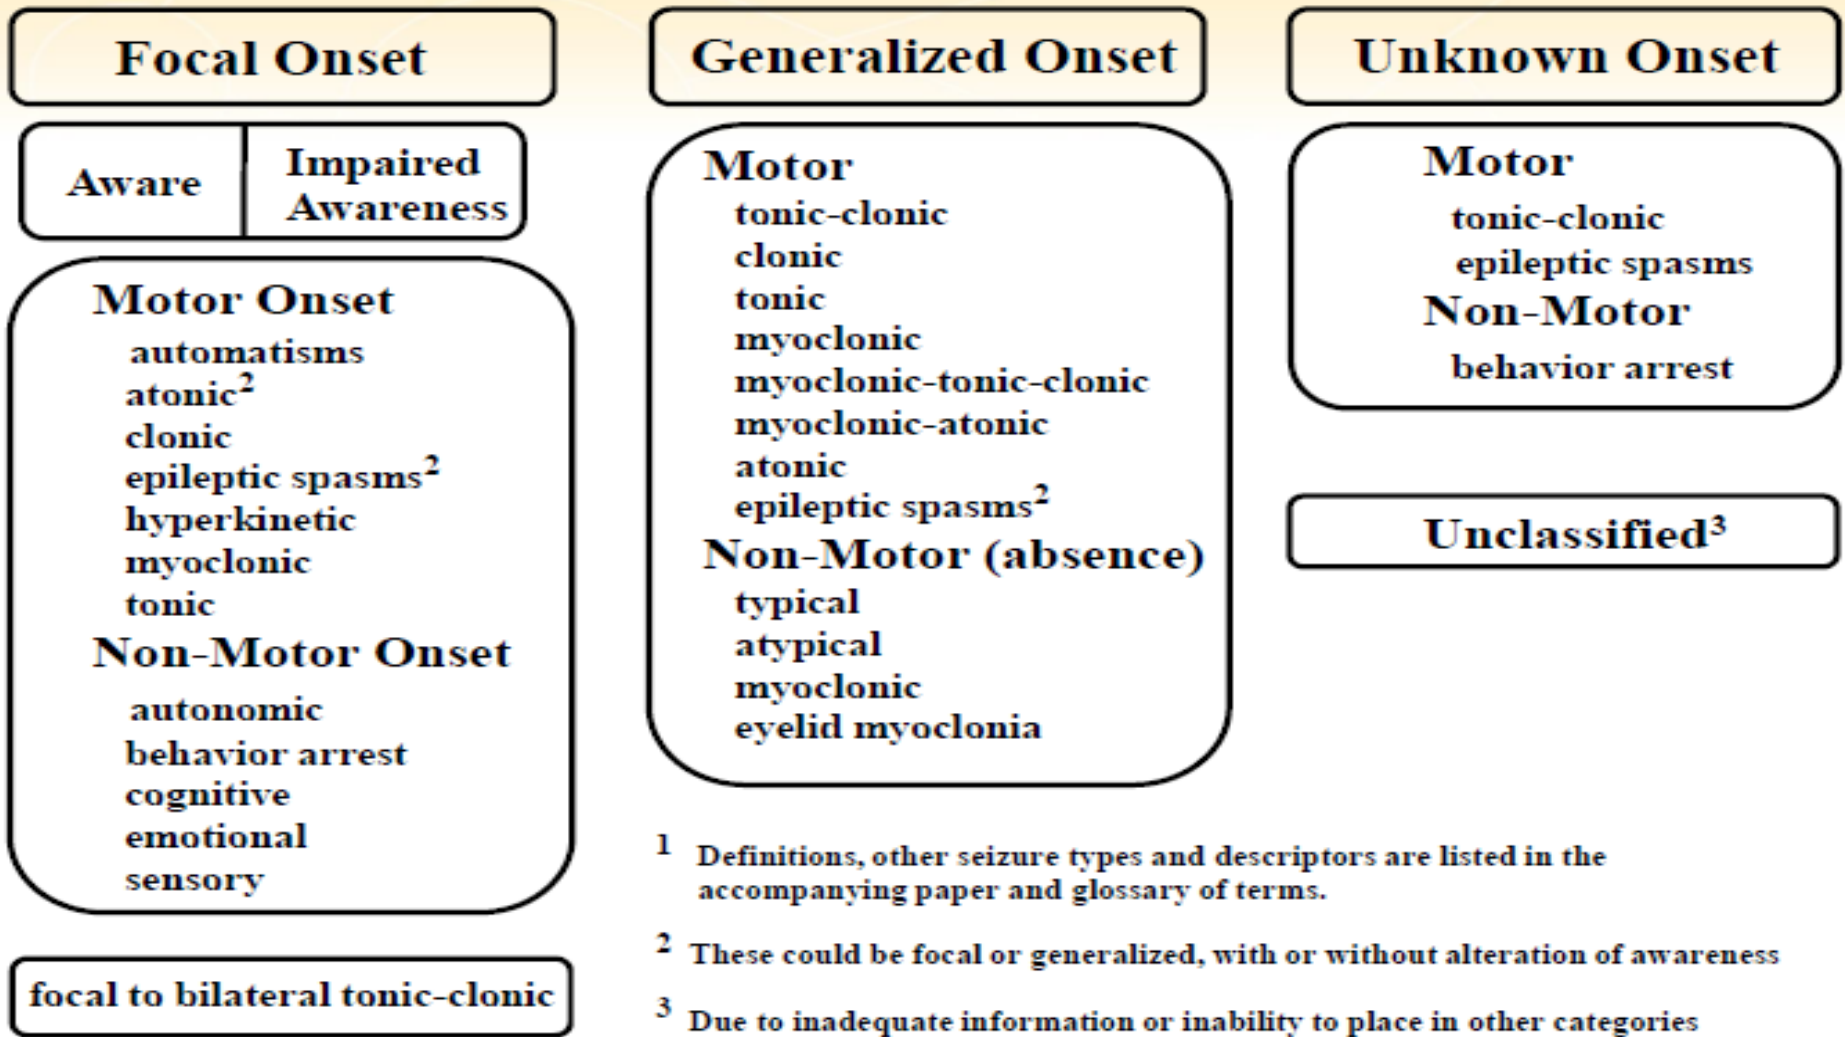 Focal Onset
Aware
Impaired
Awareness
Motor Onset
automatisms
atonic²
clonic
epileptic spasms²
hyperkinetic
myoclonic
tonic
Non-Motor Onset
autonomic
behavior arrest
cognitive
emotional
sensory
focal to bilateral tonic-clonic
Generalized Onset
Motor
tonic-clonic
clonic
tonic
myoclonic
myoclonic-tonic-clonic
myoclonic-atonic
atonic
epileptic spasms²
Non-Motor (absence)
typical
atypical
myoclonic
eyelid myoclonia
Unknown Onset
Motor
tonic-clonic
epileptic spasms
Non-Motor
behavior arrest
Unclassified³
¹ Definitions, other seizure types and descriptors are listed in the
accompanying paper and glossary of terms.
² These could be focal or generalized, with or without alteration of awareness
³ Due to inadequate information or inability to place in other categories